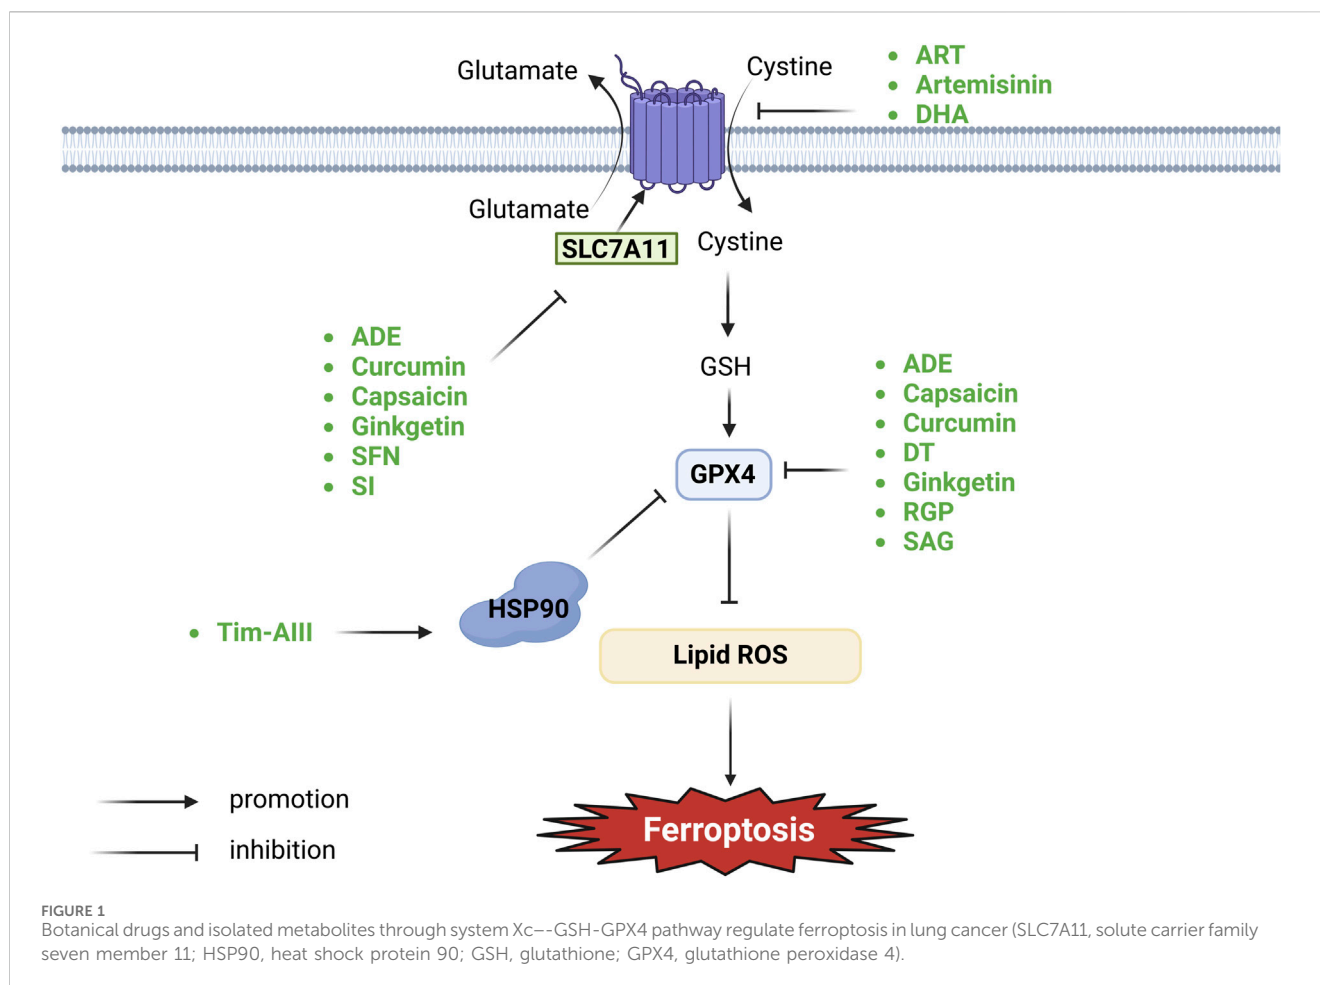 Glutamate
Cystine
ART
Artemisinin
DHA
Glutamate
SLC7A11
Cystine
ADE
Curcumin
Capsaicin
Ginkgetin
SFN
SI
GSH
ADE
Capsaicin
Curcumin
DT
Ginkgetin
RGP
SAG
GPX4
HSP90
Tim-AIII
Lipid ROS
promotion
inhibition
Ferroptosis
FIGURE 1
Botanical drugs and isolated metabolites through system Xc–-GSH-GPX4 pathway regulate ferroptosis in lung cancer (SLC7A11, solute carrier family
seven member 11; HSP90, heat shock protein 90; GSH, glutathione; GPX4, glutathione peroxidase 4).